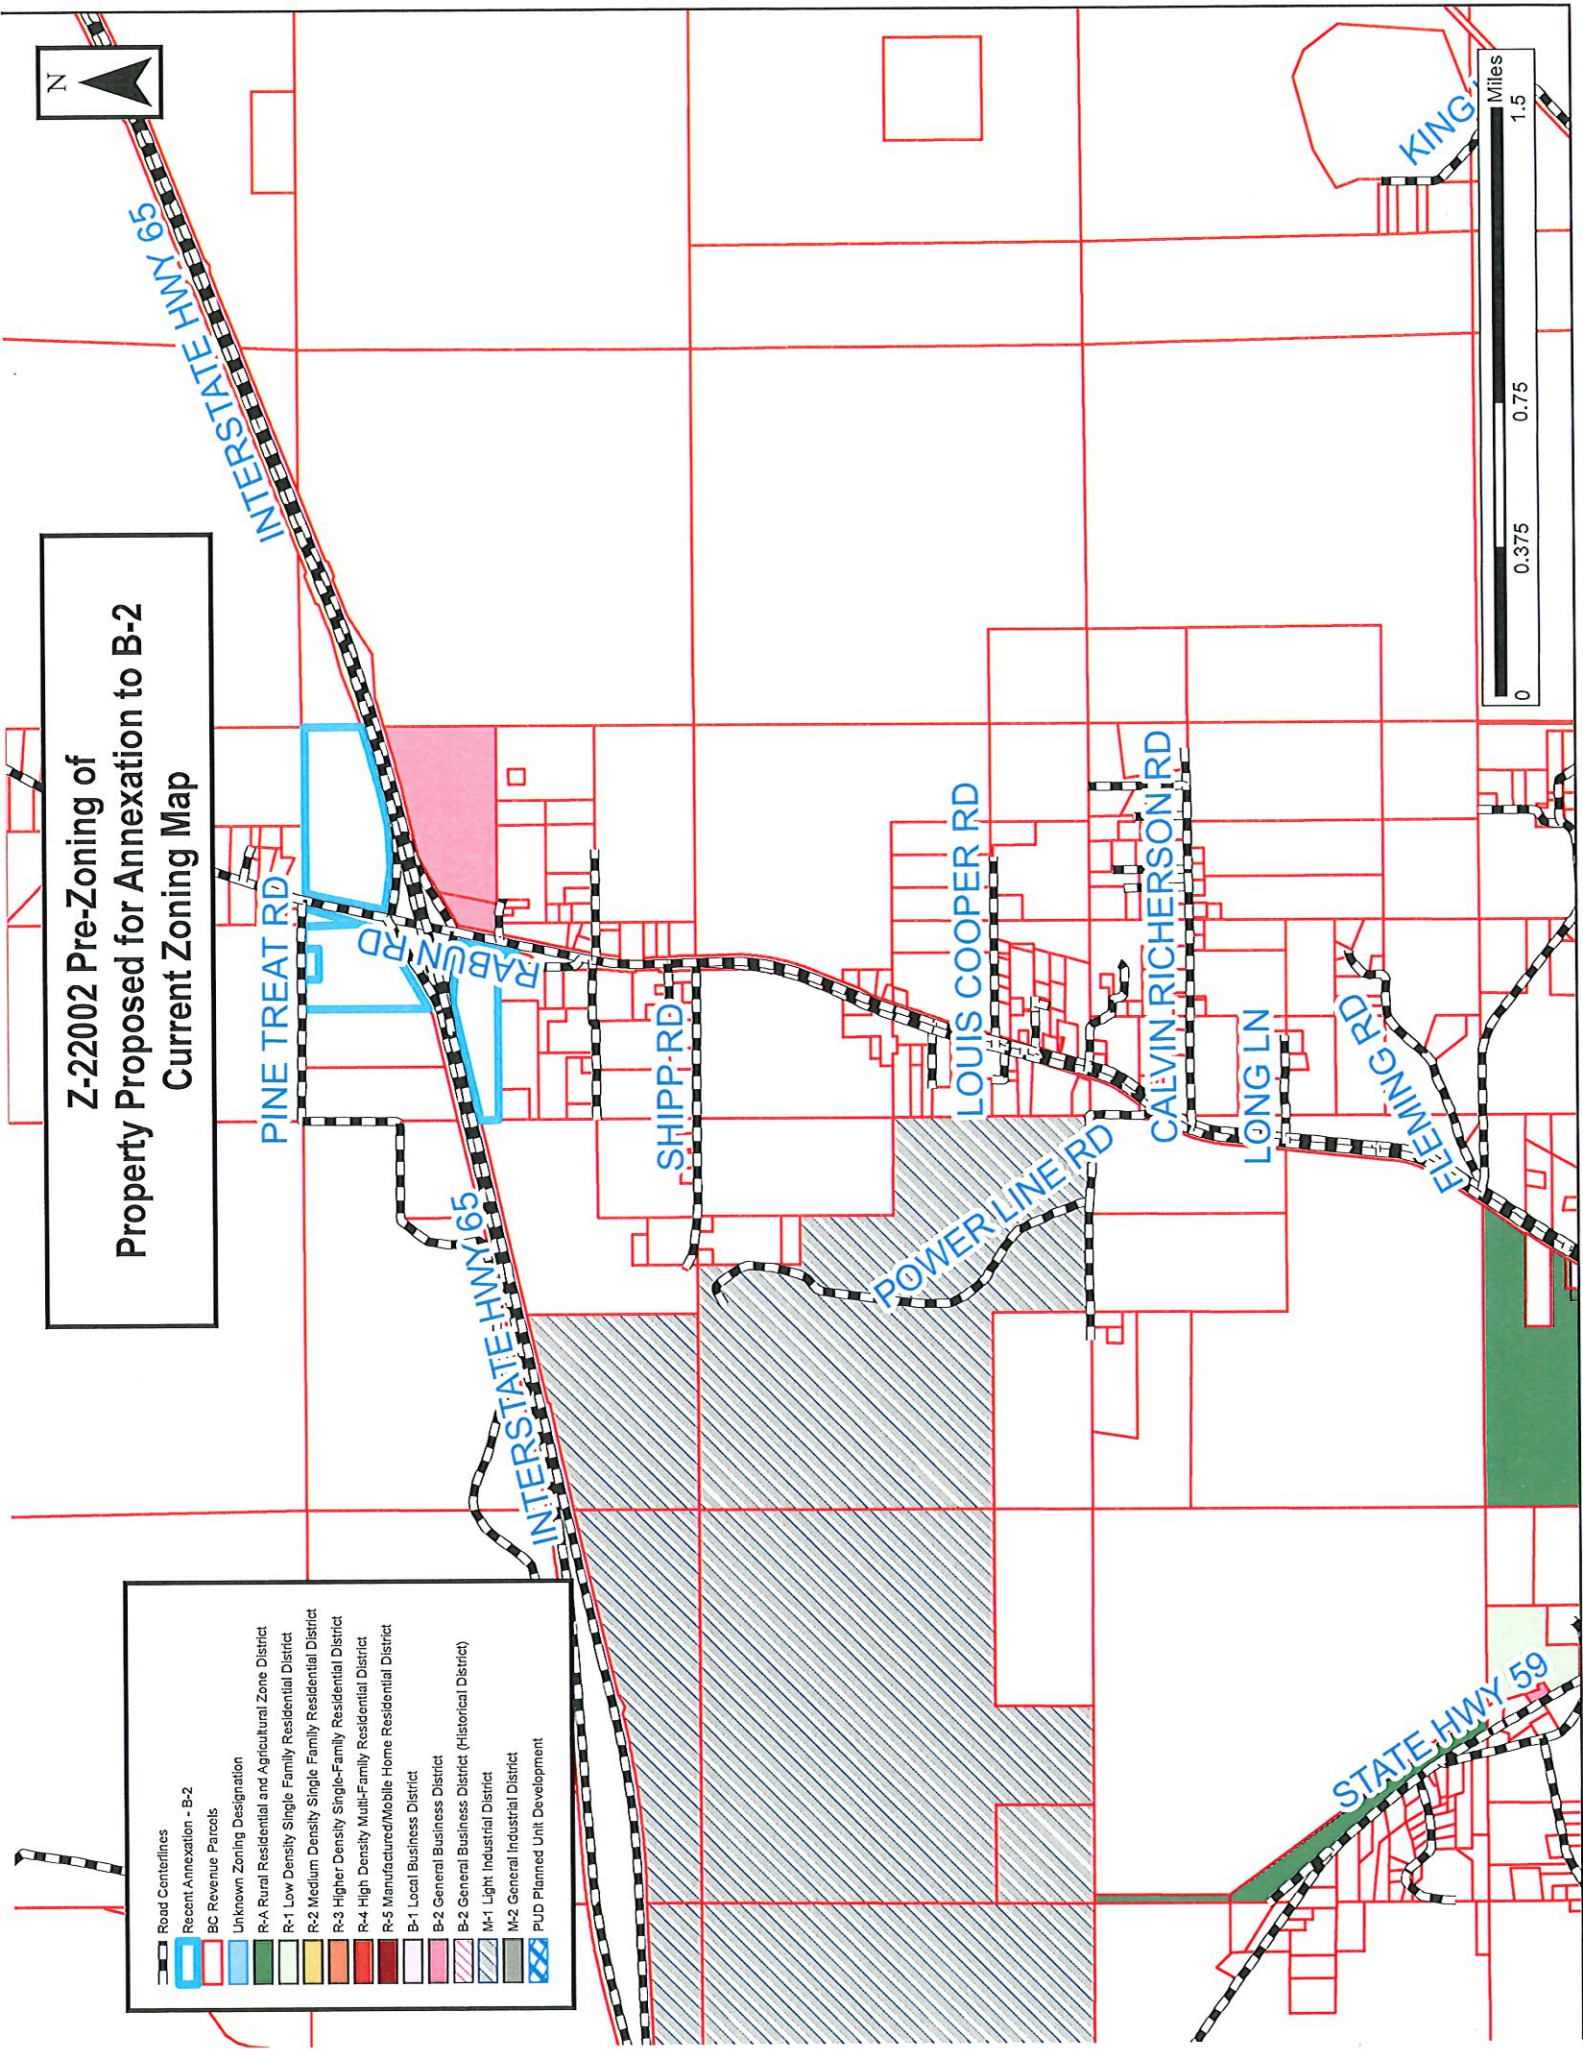 Z-22002 Pre-Zoning of
Property Proposed for Annexation to B-2
Current Zoning Map
N
INTERSTATE HWY 65
PINE TREAT RD
RABUN RD
INTERSTATE HWY 65
SHIPP RD
LOUIS COOPER RD
POWER LINE RD
CALVIN RICHERSON RD
LONG LN
FLEMING RD
STATE HWY 59
KING
Road Centerlines
Recent Annexation - B-2
BC Revenue Parcels
Unknown Zoning Designation
R-A Rural Residential and Agricultural Zone District
R-1 Low Density Single Family Residential District
R-2 Medium Density Single Family Residential District
R-3 Higher Density Single-Family Residential District
R-4 High Density Multi-Family Residential District
R-5 Manufactured/Mobile Home Residential District
B-1 Local Business District
B-2 General Business District
B-2 General Business District (Historical District)
M-1 Light Industrial District
M-2 General Industrial District
PUD Planned Unit Development
Miles
0 0.375 0.75 1.5